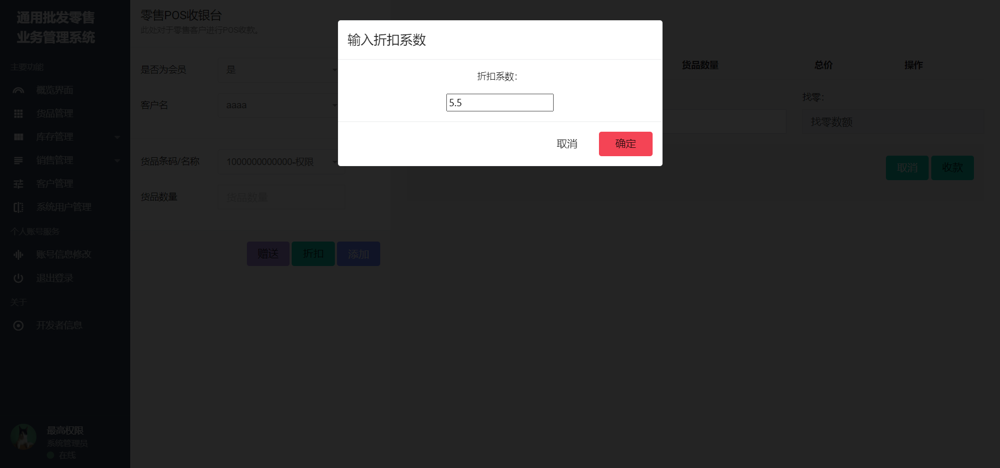 通用批发零售
业务管理系统
主要功能
概览界面
货品管理
库存管理
销售管理
客户管理
系统用户管理
个人账号服务
账号信息修改
退出登录
关于
开发者信息
最高权限
系统管理员
在线
零售POS收银台
此处对于零售客户进行POS收款。
是否为会员
是
客户名
aaaa
货品条码/名称
1000000000000-权限
货品数量
货品数量
赠送
折扣
添加
输入折扣系数
折扣系数：
5.5
取消
确定
货品数量
总价
操作
找零：
找零数额
取消
收款